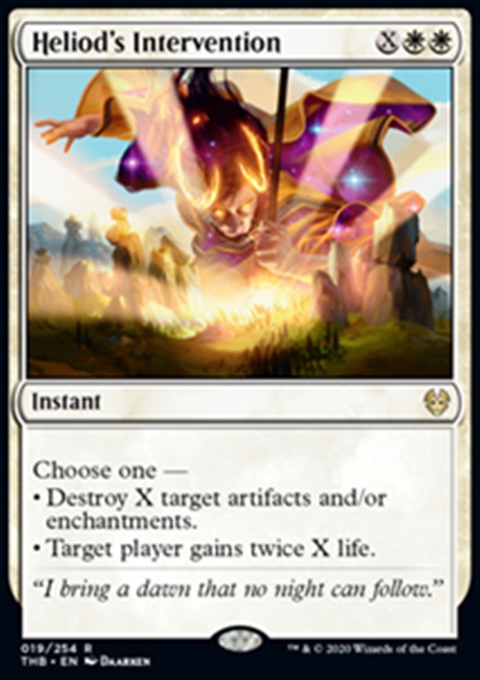 Heliod's Intervention X
Instant
Choose one —
• Destroy X target artifacts and/or
enchantments.
• Target player gains twice X life.
“I bring a dawn that no night can follow.”
019/254 R
™ & © 2020 Wizards of the Coast
THB • EN Daarken